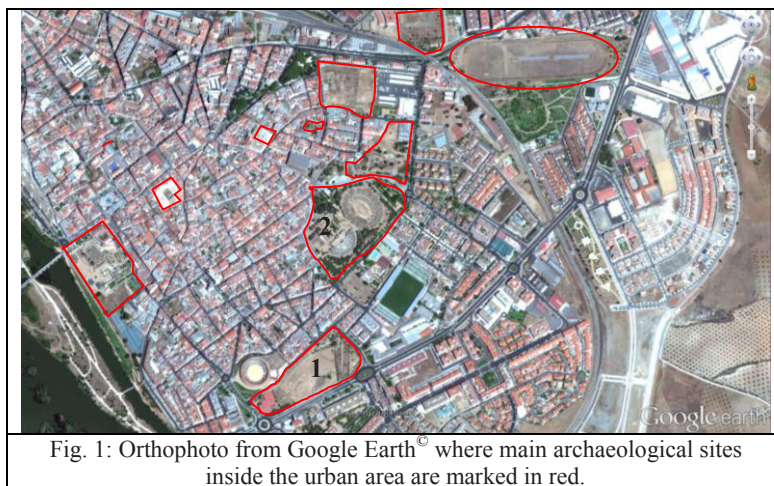 2
1
Google earth
Fig. 1: Orthophoto from Google Earth© where main archaeological sites
inside the urban area are marked in red.